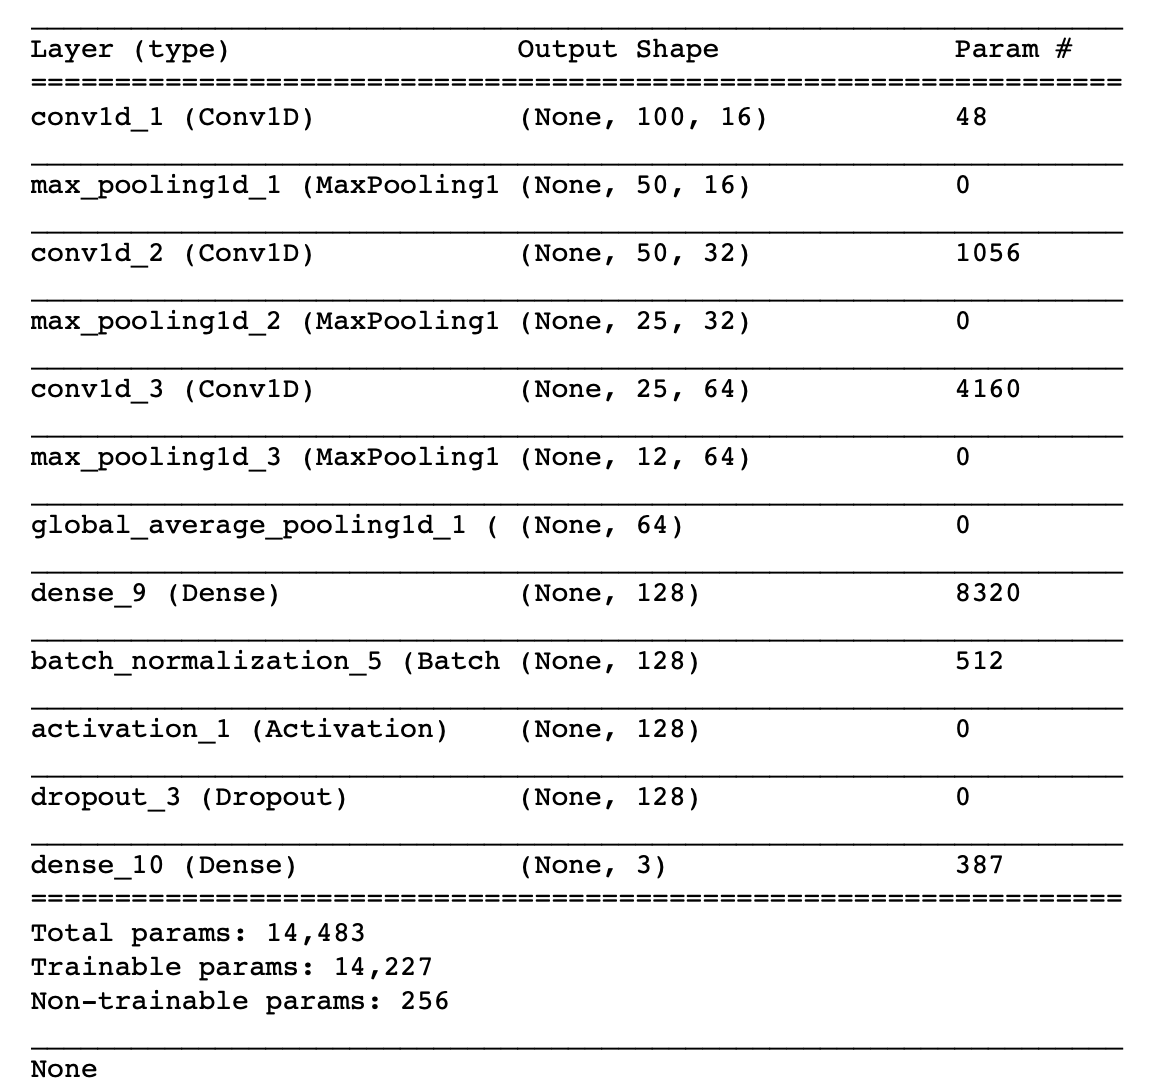 Layer (type) Output Shape Param #
=================================================================
conv1d_1 (Conv1D) (None, 100, 16) 48
max_pooling1d_1 (MaxPooling1 (None, 50, 16) 0
conv1d_2 (Conv1D) (None, 50, 32) 1056
max_pooling1d_2 (MaxPooling1 (None, 25, 32) 0
conv1d_3 (Conv1D) (None, 25, 64) 4160
max_pooling1d_3 (MaxPooling1 (None, 12, 64) 0
global_average_pooling1d_1 ( (None, 64) 0
dense_9 (Dense) (None, 128) 8320
batch_normalization_5 (Batch (None, 128) 512
activation_1 (Activation) (None, 128) 0
dropout_3 (Dropout) (None, 128) 0
dense_10 (Dense) (None, 3) 387
=================================================================
Total params: 14,483
Trainable params: 14,227
Non-trainable params: 256
None